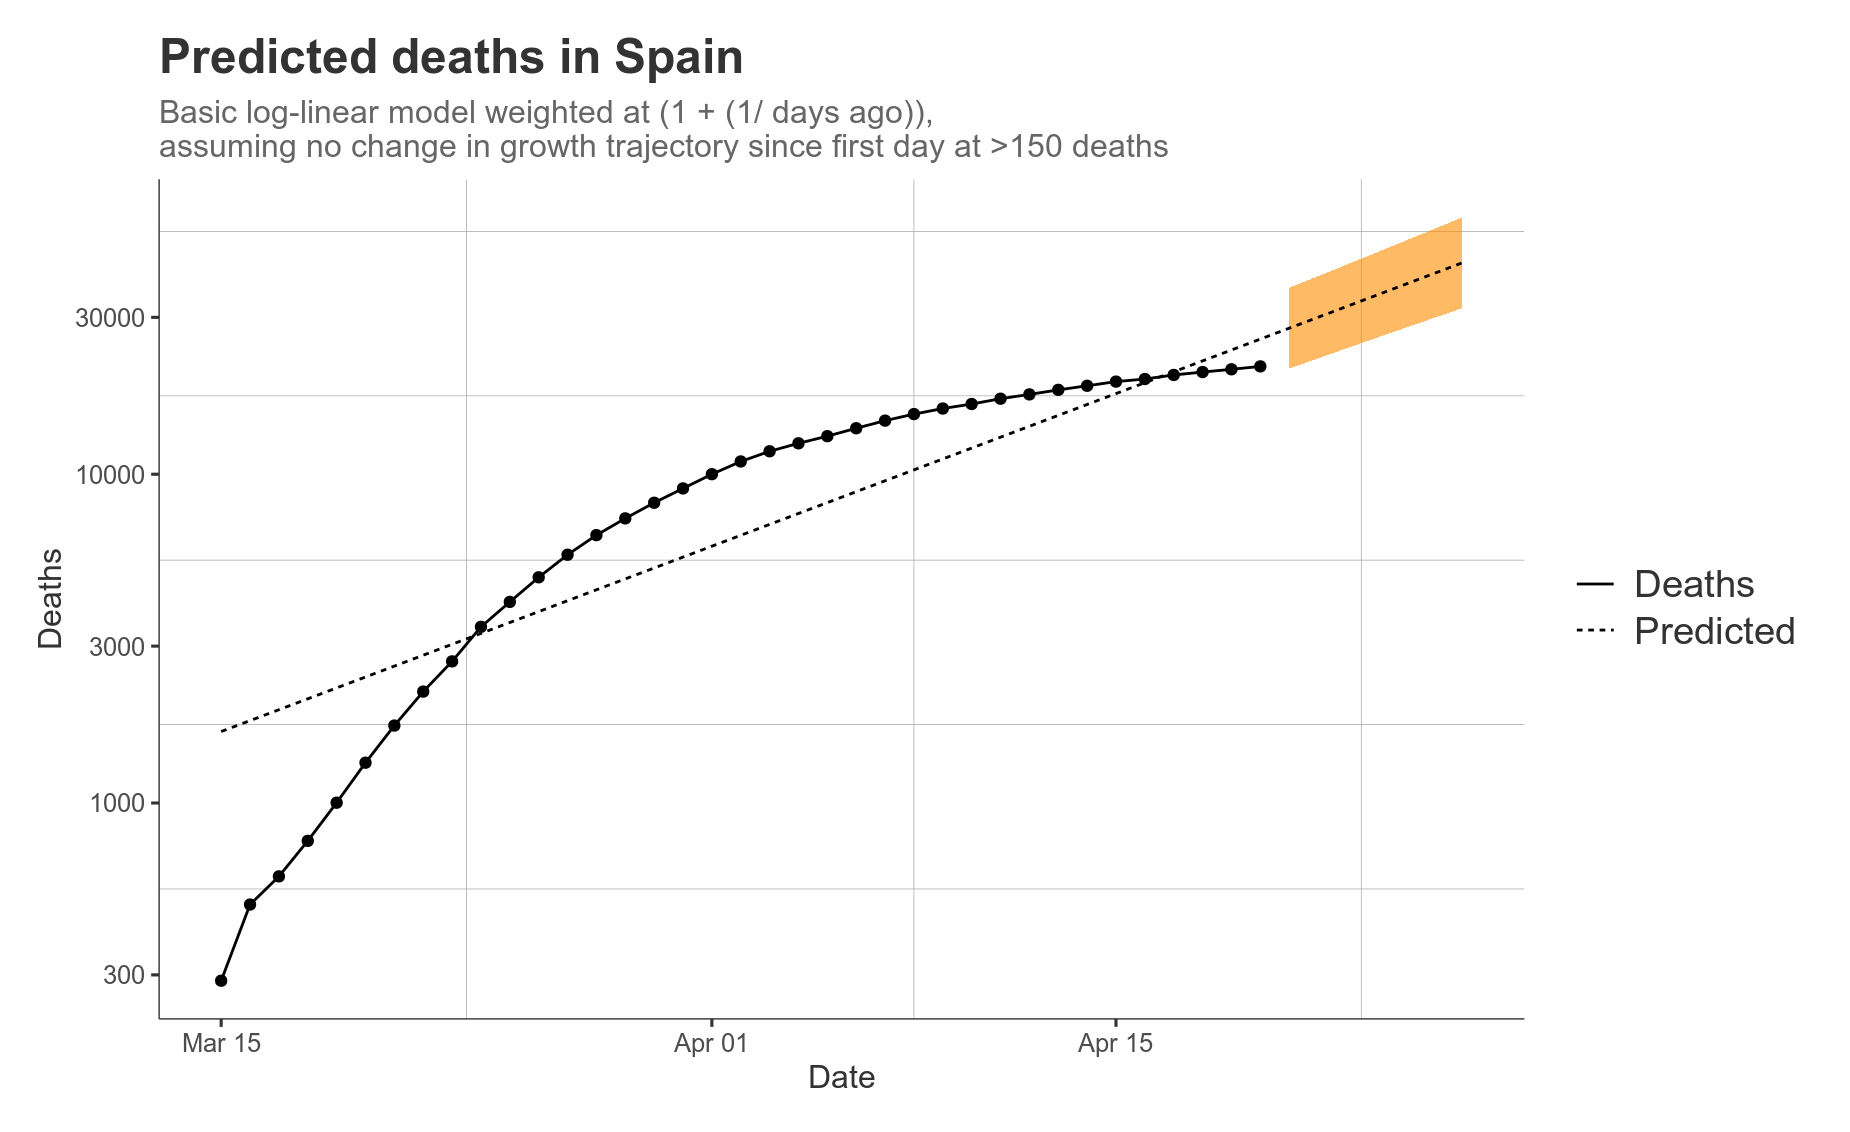 Predicted deaths in Spain
Basic log-linear model weighted at (1 + (1/ days ago)),
assuming no change in growth trajectory since first day at >150 deaths
30000
10000
3000
1000
300
Deaths
Mar 15
Apr 01
Apr 15
Date
Deaths
Predicted